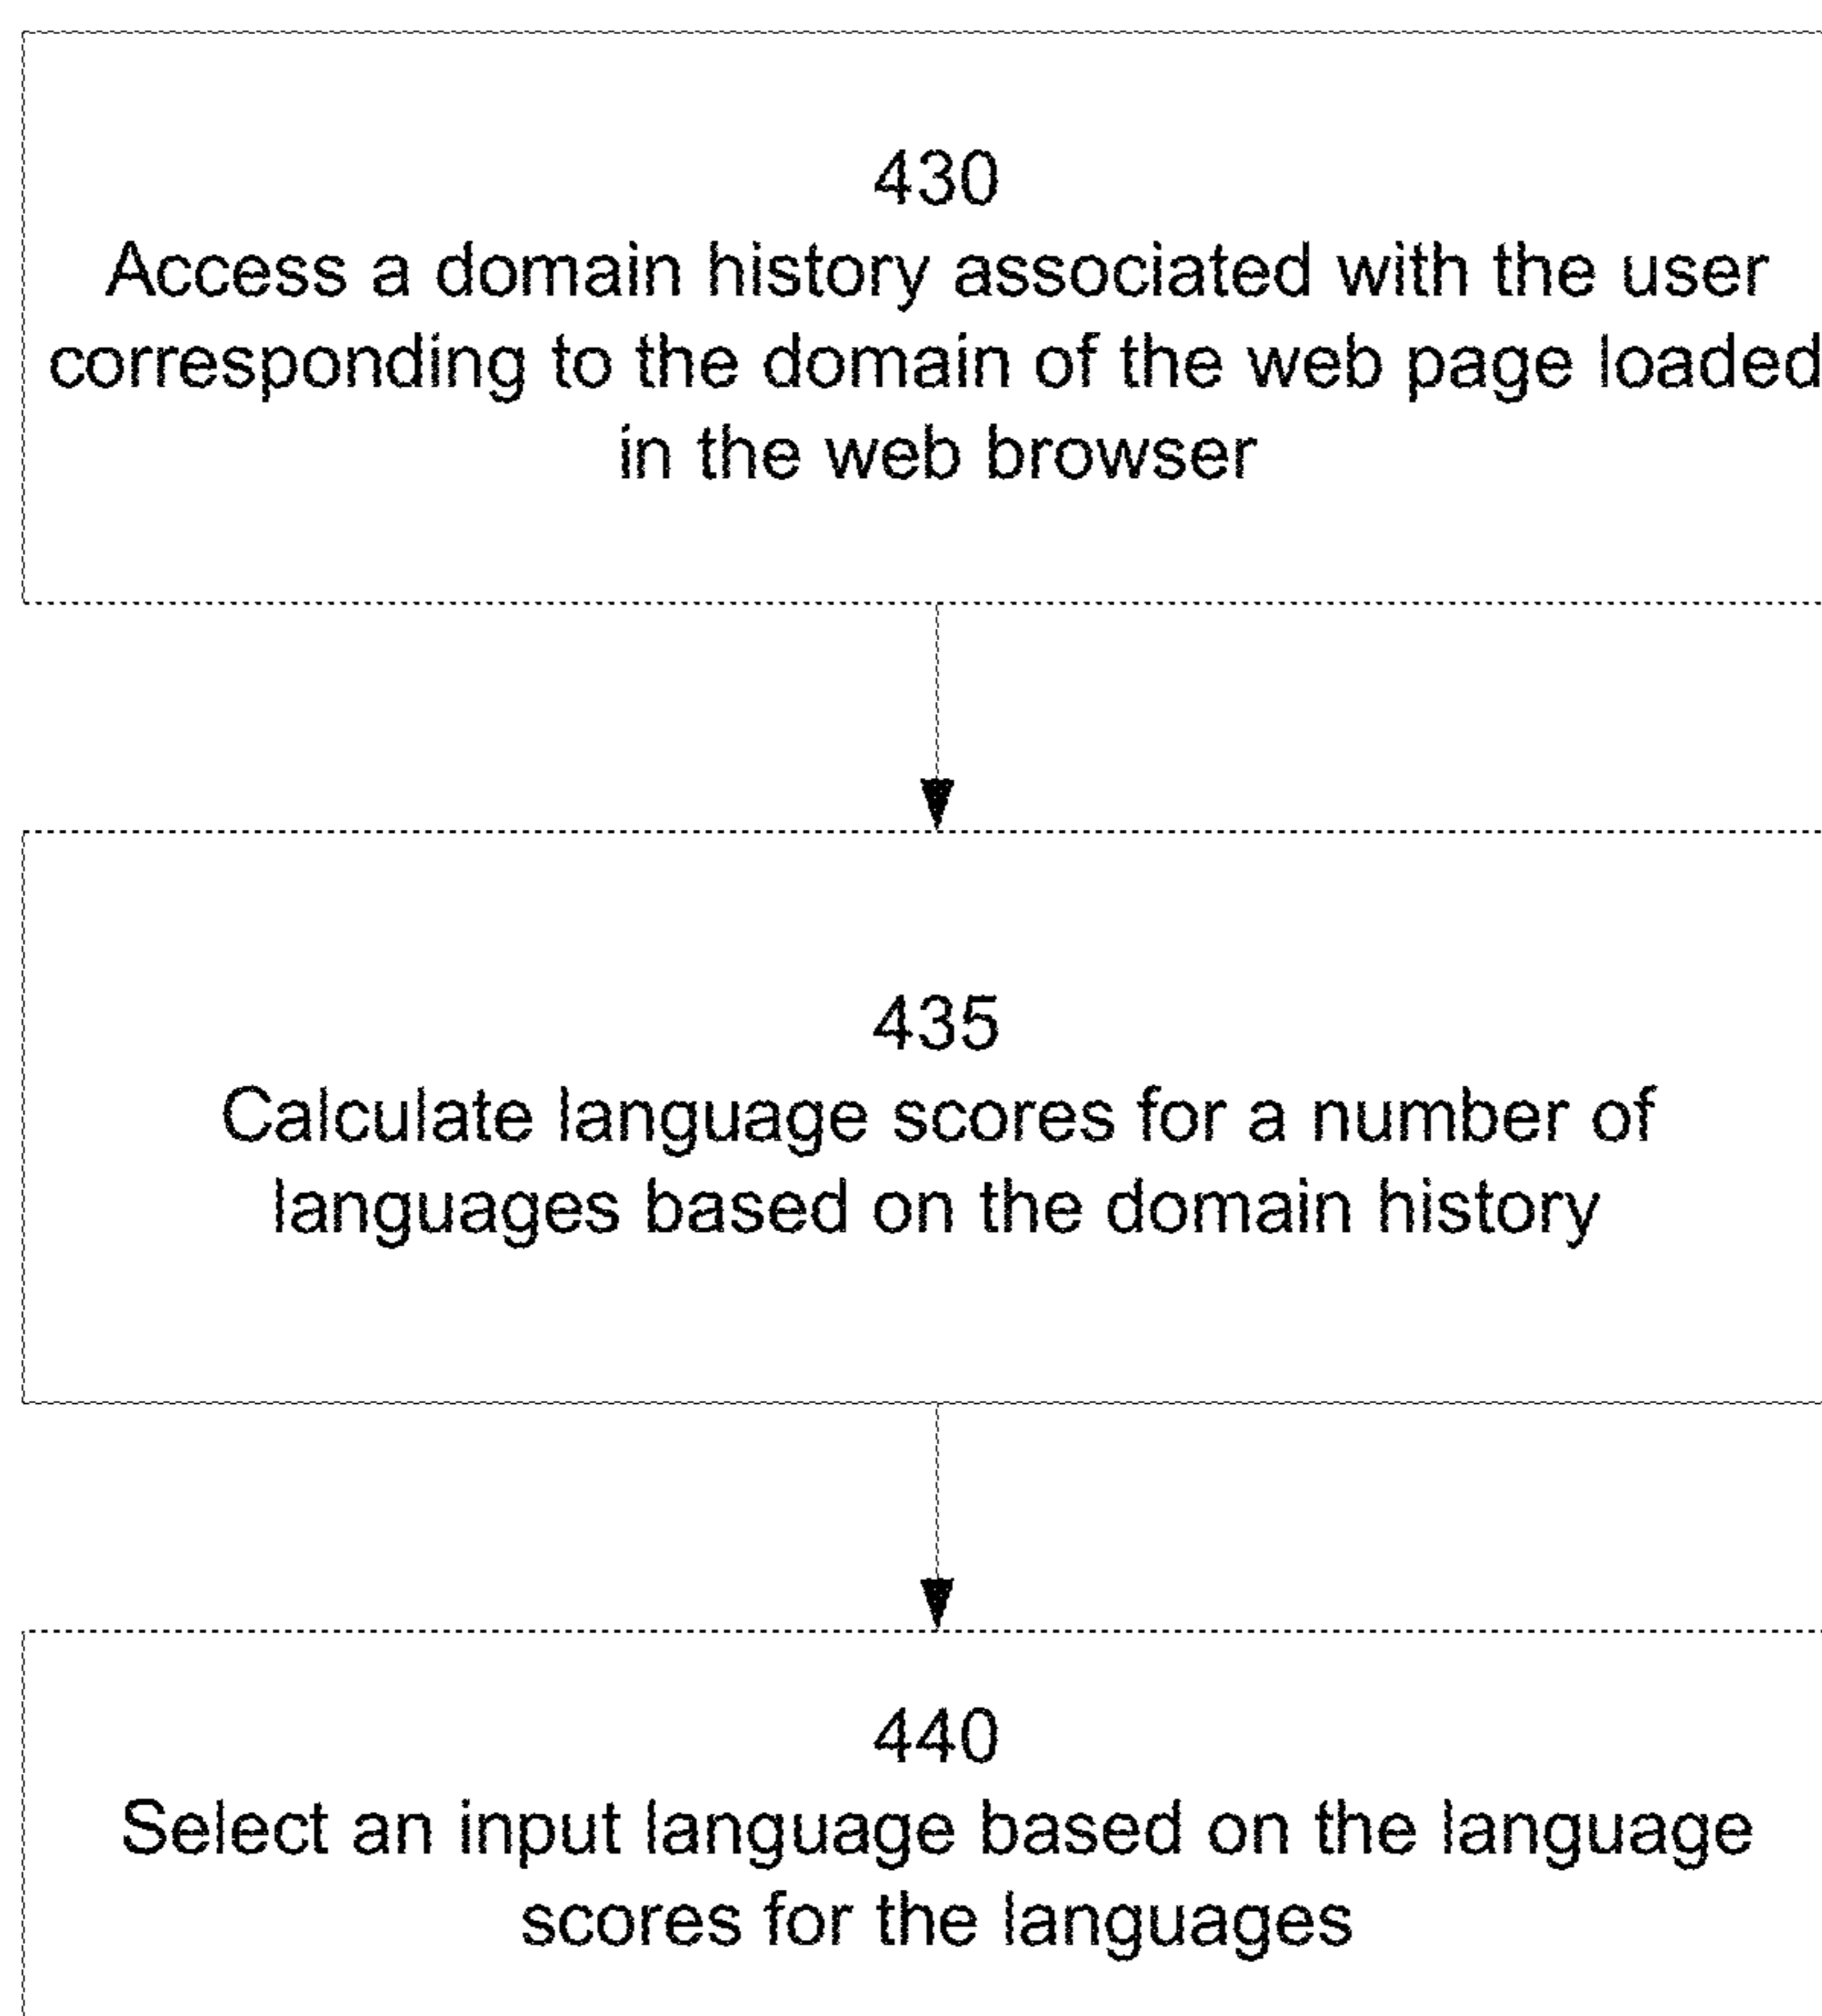 430
Access a domain history associated with the user
corresponding to the domain of the web page loaded
in the web browser
435
Calculate language scores for a number of
languages based on the domain history
440
Select an input language based on the language
scores for the languages